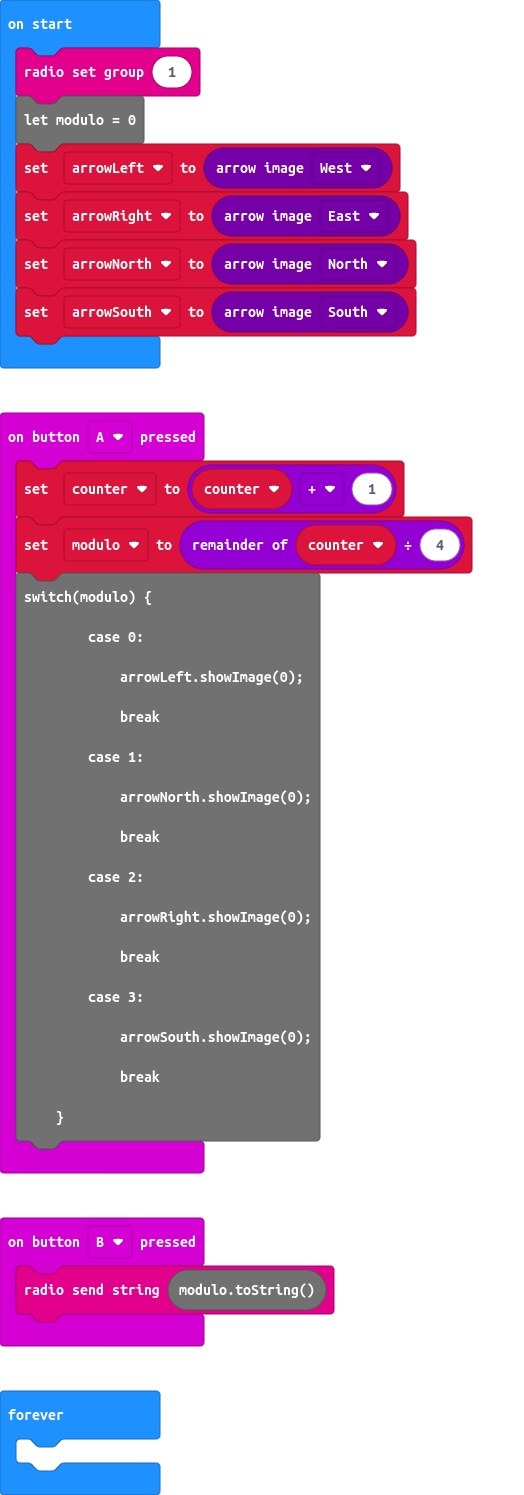 on start
radio set group 1
let modulo = 0
set arrowLeft to arrow image West
set arrowRight to arrow image East
set arrowNorth to arrow image North
set arrowSouth to arrow image South
on button A pressed
set counter to counter + 1
set modulo to remainder of counter ÷ 4
switch(modulo) {
case 0:
arrowLeft.showImage(0);
break
case 1:
arrowNorth.showImage(0);
break
case 2:
arrowRight.showImage(0);
break
case 3:
arrowSouth.showImage(0);
break
}
on button B pressed
radio send string modulo.toString()
forever